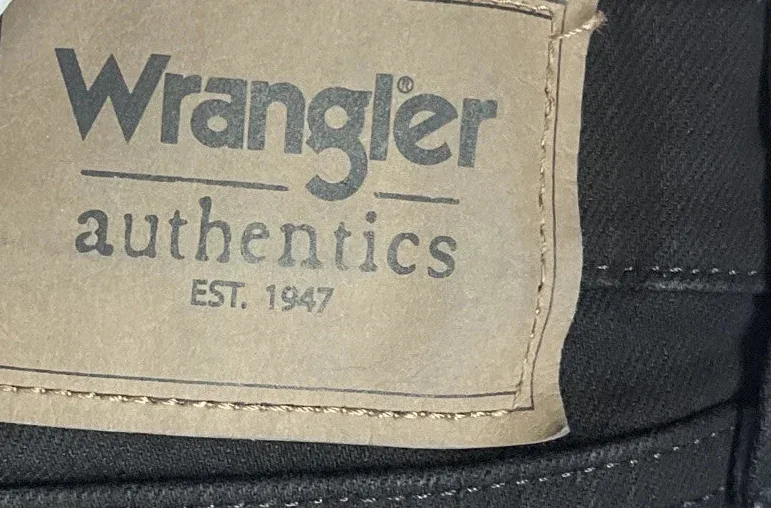 Wrangler®
authentics
EST. 1947